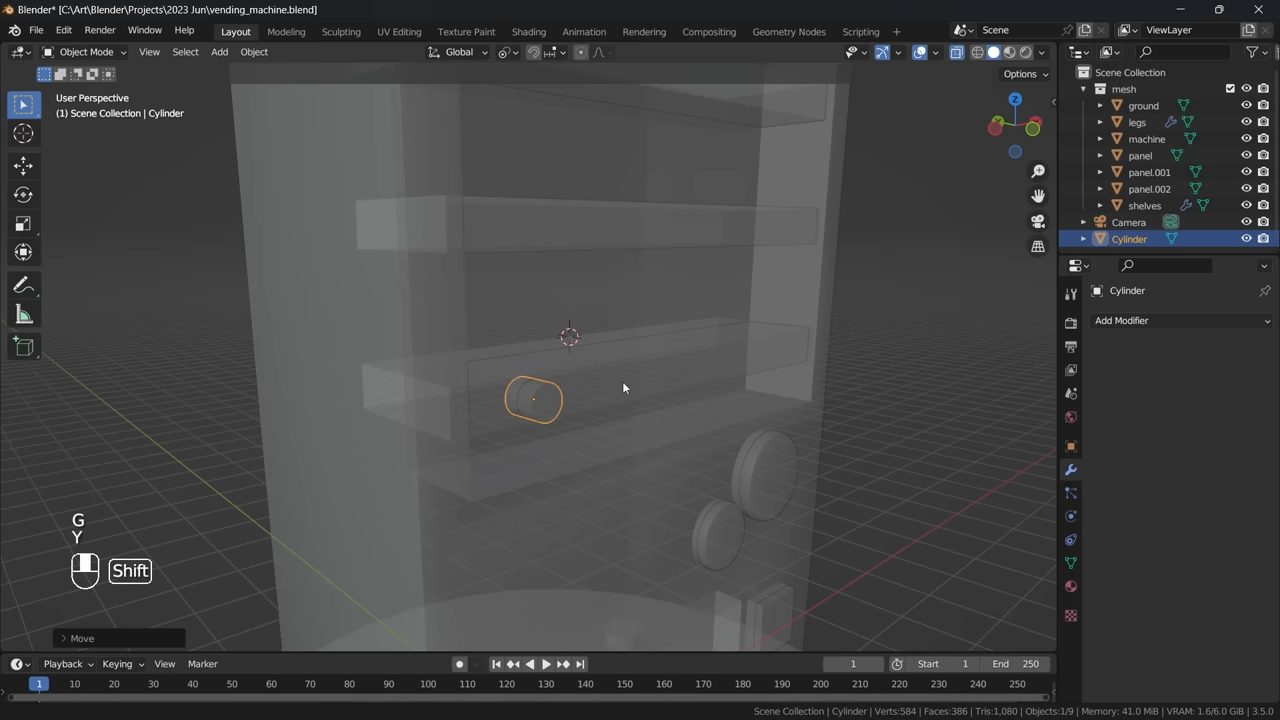 Blender* [C:\Art\Blender\Projects\2023 Jun\vending_machine.blend]
File Edit Render Window Help
Layout Modeling Sculpting UV Editing Texture Paint Shading Animation Rendering Compositing Geometry Nodes Scripting +
Scene
ViewLayer
Object Mode View Select Add Object
Global
Options
User Perspective
(1) Scene Collection | Cylinder
Z
Scene Collection
mesh
ground
legs
machine
panel
panel.001
panel.002
shelves
Camera
Cylinder
Cylinder
Add Modifier
G
Y
Shift
Move
Playback Keying View Marker
1
Start 1
End 250
1 10 20 30 40 50 60 70 80 90 100 110 120 130 140 150 160 170 180 190 200 210 220 230 240 250
Scene Collection | Cylinder | Verts:584 | Faces:386 | Tris:1,080 | Objects:1/9 | Memory: 41.0 MiB | VRAM: 1.6/6.0 GiB | 3.5.0